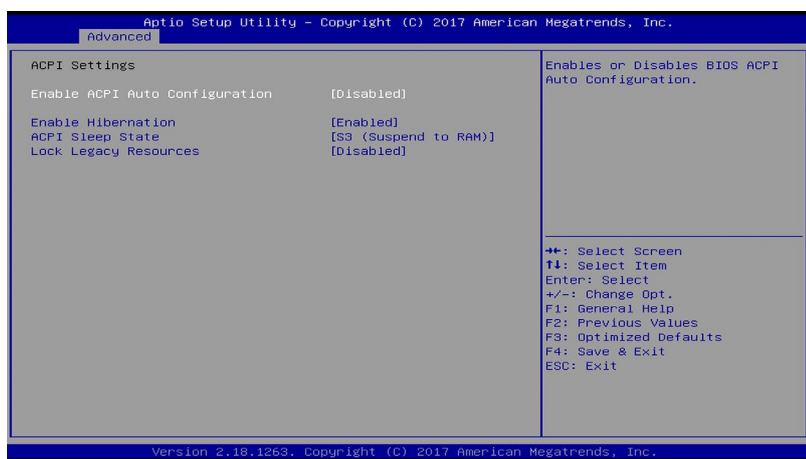 Aptio Setup Utility – Copyright (C) 2017 American Megatrends, Inc.
Advanced
ACPI Settings
Enable ACPI Auto Configuration [Disabled]
Enable Hibernation [Enabled]
ACPI Sleep State [S3 (Suspend to RAM)]
Lock Legacy Resources [Disabled]
Enables or Disables BIOS ACPI
Auto Configuration.
→←: Select Screen
↑↓: Select Item
Enter: Select
+/-: Change Opt.
F1: General Help
F2: Previous Values
F3: Optimized Defaults
F4: Save & Exit
ESC: Exit
Version 2.18.1263. Copyright (C) 2017 American Megatrends, Inc.